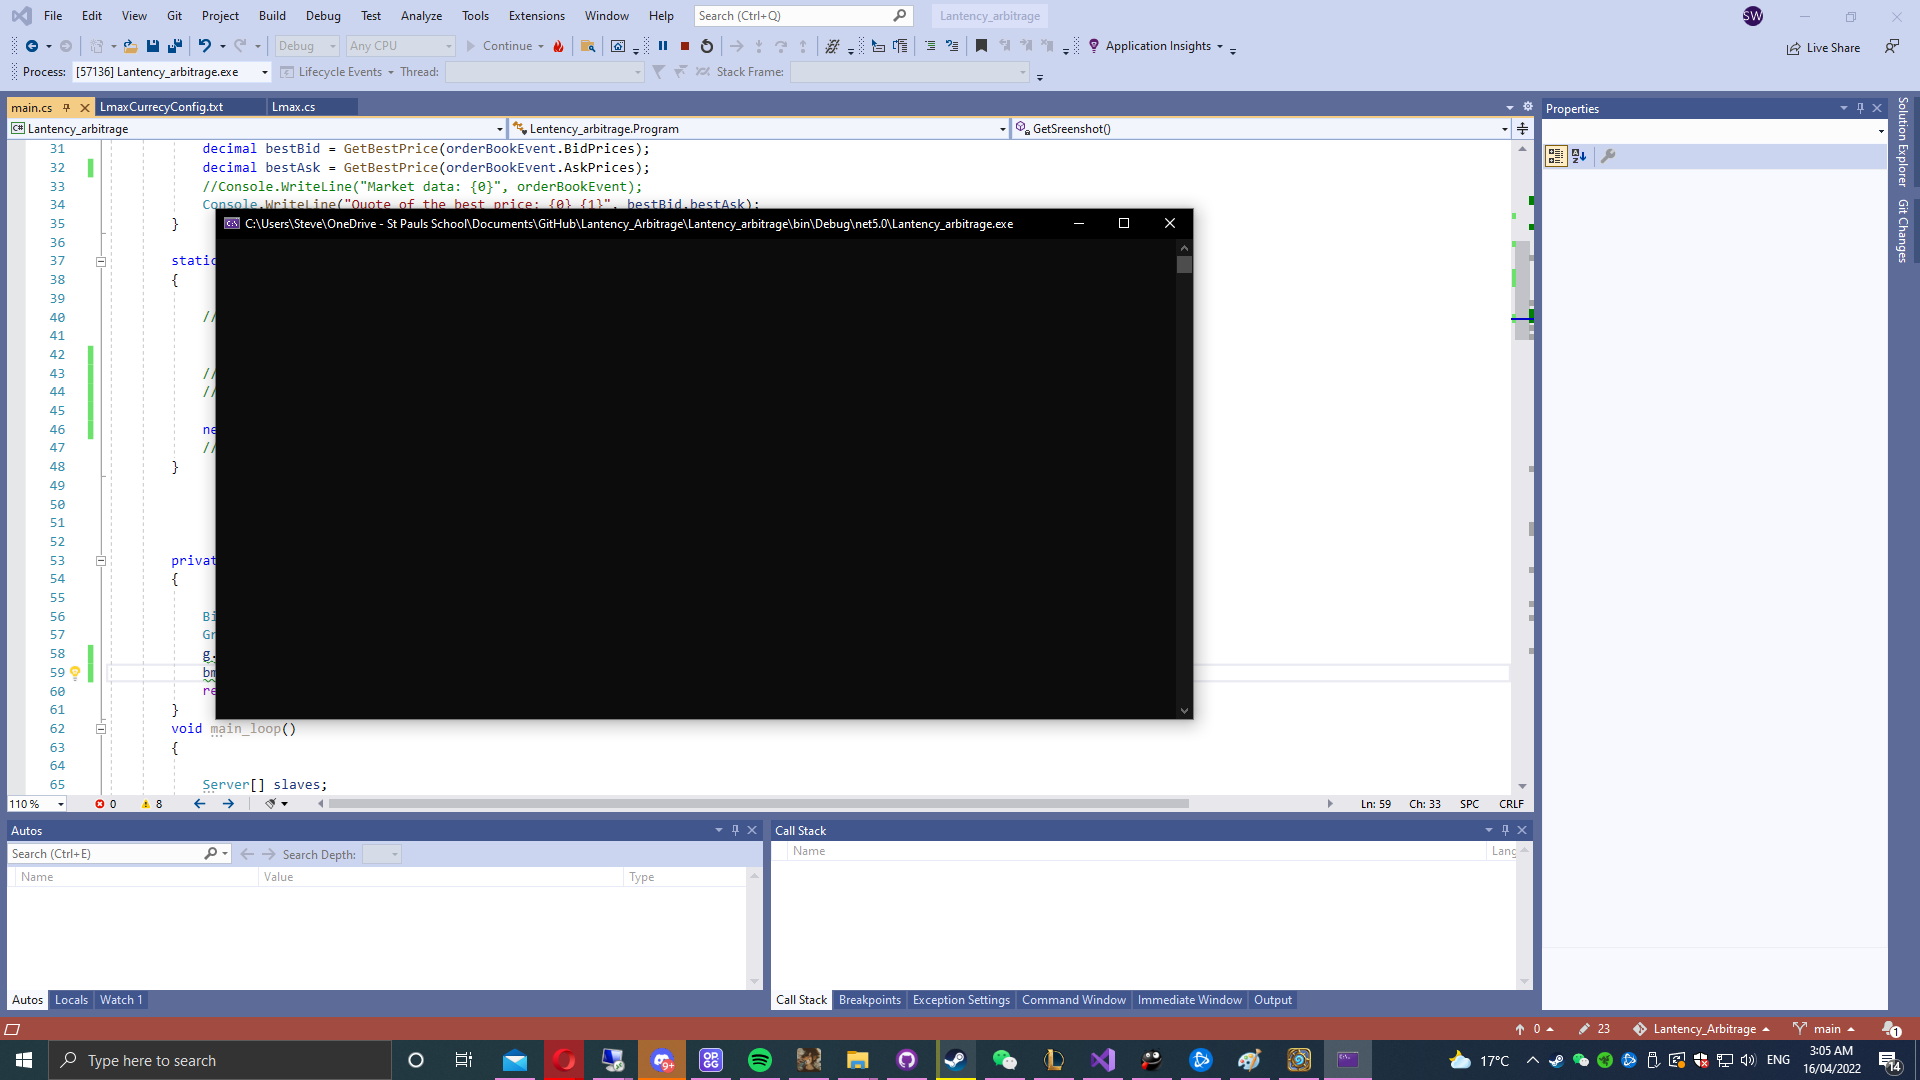 File Edit View Git Project Build Debug Test Analyze Tools Extensions Window Help Search (Ctrl+Q) Lantency_arbitrage SW
Debug Any CPU Continue Application Insights Live Share
Process: [57136] Lantency_arbitrage.exe Lifecycle Events Thread: Stack Frame:
main.cs LmaxCurrecyConfig.txt Lmax.cs
Properties
Lantency_arbitrage Lentency_arbitrage.Program GetSreenshot()
Solution Explorer
Git Changes
31 decimal bestBid = GetBestPrice(orderBookEvent.BidPrices);
32 decimal bestAsk = GetBestPrice(orderBookEvent.AskPrices);
33 //Console.WriteLine("Market data: {0}", orderBookEvent);
34 Console.WriteLine("Quote of the best price: {0} {1}", bestBid,bestAsk);
35 }
C:\Users\Steve\OneDrive - St Pauls School\Documents\GitHub\Lantency_Arbitrage\Lantency_arbitrage\bin\Debug\net5.0\Lantency_arbitrage.exe
36
37 static
38 {
39
40 //
41
42
43 //
44 //
45
46 ne
47 //
48 }
49
50
51
52
53 privat
54 {
55
56 Bi
57 Gr
58 g.
59 bm
60 re
61 }
62 void main_loop()
63 {
64
65 Server[] slaves;
110 % 0 8 Ln: 59 Ch: 33 SPC CRLF
Autos
Search (Ctrl+E) Search Depth:
Name Value Type
Autos Locals Watch 1
Call Stack
Name Lang
Call Stack Breakpoints Exception Settings Command Window Immediate Window Output
0 23 Lantency_Arbitrage main 1
Type here to search
9+
OP.GG
17°C ENG
3:05 AM
16/04/2022
14